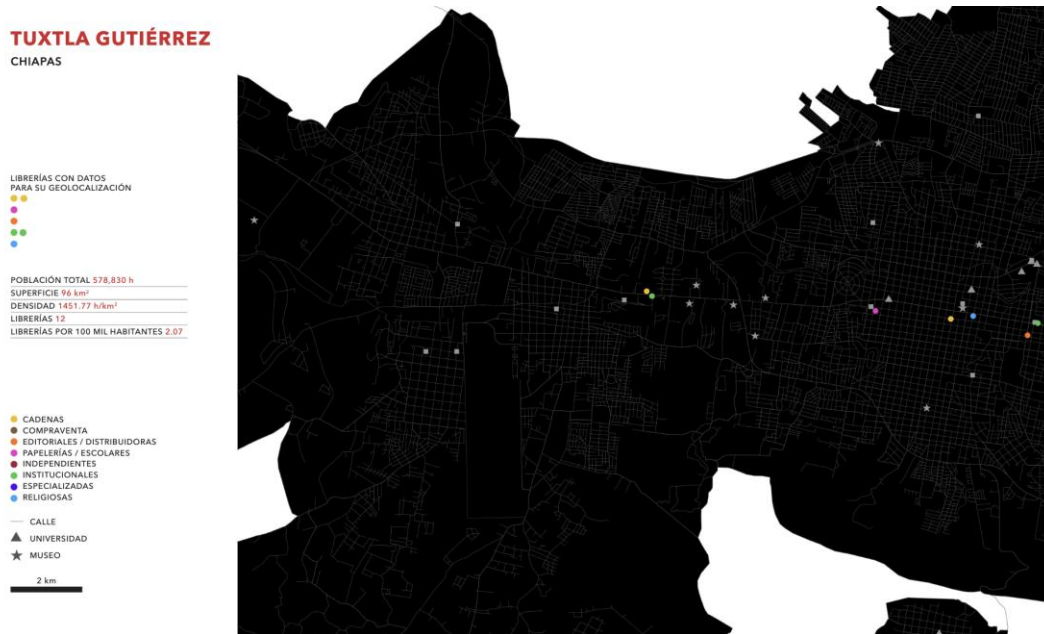 TUXTLA GUTIÉRREZ
CHIAPAS
LIBRERÍAS CON DATOS
PARA SU GEOLOCALIZACIÓN
POBLACIÓN TOTAL 578,830 h
SUPERFICIE 96 km²
DENSIDAD 1451.77 h/km²
LIBRERÍAS 12
LIBRERÍAS POR 100 MIL HABITANTES 2.07
CADENAS
COMPRAVENTA
EDITORIALES / DISTRIBUIDORAS
PAPELERÍAS / ESCOLARES
INDEPENDIENTES
INSTITUCIONALES
ESPECIALIZADAS
RELIGIOSAS
CALLE
UNIVERSIDAD
MUSEO
2 km